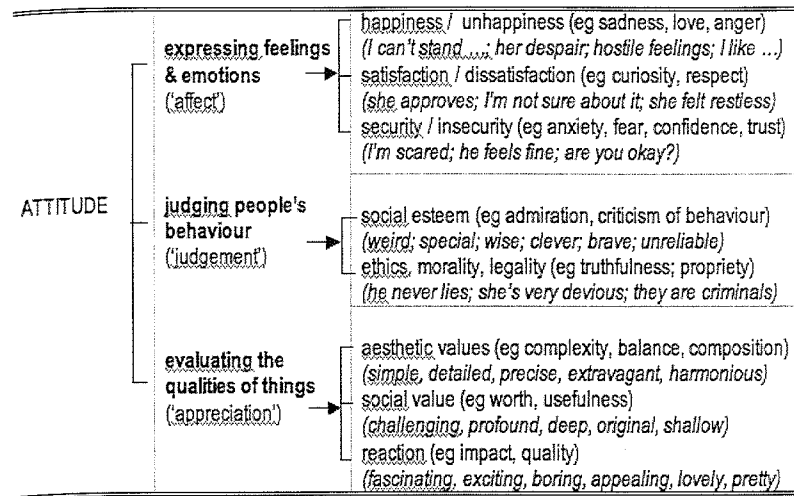 happiness / unhappiness (eg sadness, love, anger)
expressing feelings
(I can't stand ...; her despair; hostile feelings; I like ...)
& emotions
satisfaction / dissatisfaction (eg curiosity, respect)
('affect')
(she approves; I'm not sure about it; she felt restless)
security / insecurity (eg anxiety, fear, confidence, trust)
(I'm scared; he feels fine; are you okay?)
ATTITUDE
judging people's
behaviour
('judgement')
social esteem (eg admiration, criticism of behaviour)
(weird; special; wise; clever; brave; unreliable)
ethics, morality, legality (eg truthfulness; propriety)
(he never lies; she's very devious; they are criminals)
evaluating the
qualities of things
('appreciation')
aesthetic values (eg complexity, balance, composition)
(simple, detailed, precise, extravagant, harmonious)
social value (eg worth, usefulness)
(challenging, profound, deep, original, shallow)
reaction (eg impact, quality)
(fascinating, exciting, boring, appealing, lovely, pretty)